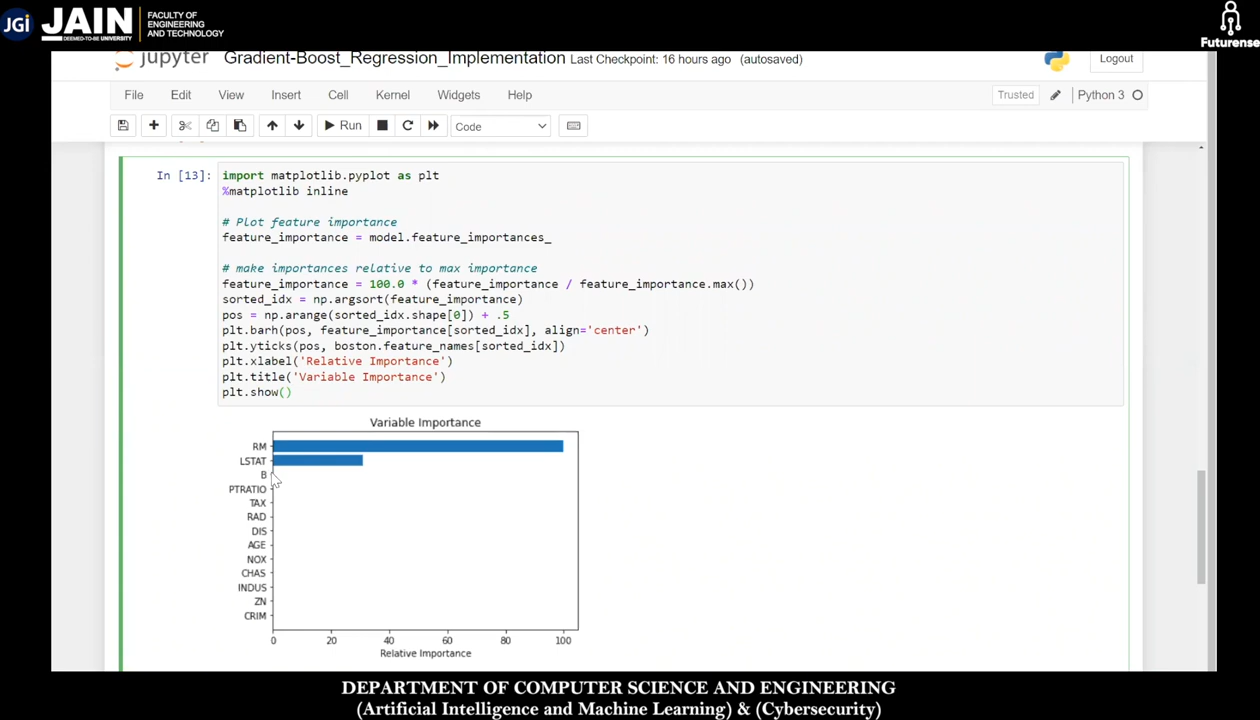 JGI JAIN DEEMED-TO-BE UNIVERSITY
FACULTY OF
ENGINEERING
AND TECHNOLOGY
Futurense
jupyter Gradient-Boost_Regression_Implementation Last Checkpoint: 16 hours ago (autosaved)
Logout
File Edit View Insert Cell Kernel Widgets Help
Trusted Python 3
Run Code
In [13]:
import matplotlib.pyplot as plt
%matplotlib inline
# Plot feature importance
feature_importance = model.feature_importances_
# make importances relative to max importance
feature_importance = 100.0 * (feature_importance / feature_importance.max())
sorted_idx = np.argsort(feature_importance)
pos = np.arange(sorted_idx.shape[0]) + .5
plt.barh(pos, feature_importance[sorted_idx], align='center')
plt.yticks(pos, boston.feature_names[sorted_idx])
plt.xlabel('Relative Importance')
plt.title('Variable Importance')
plt.show()
Variable Importance
RM
LSTAT
B
PTRATIO
TAX
RAD
DIS
AGE
NOX
CHAS
INDUS
ZN
CRIM
0 20 40 60 80 100
Relative Importance
DEPARTMENT OF COMPUTER SCIENCE AND ENGINEERING
(Artificial Intelligence and Machine Learning) & (Cybersecurity)